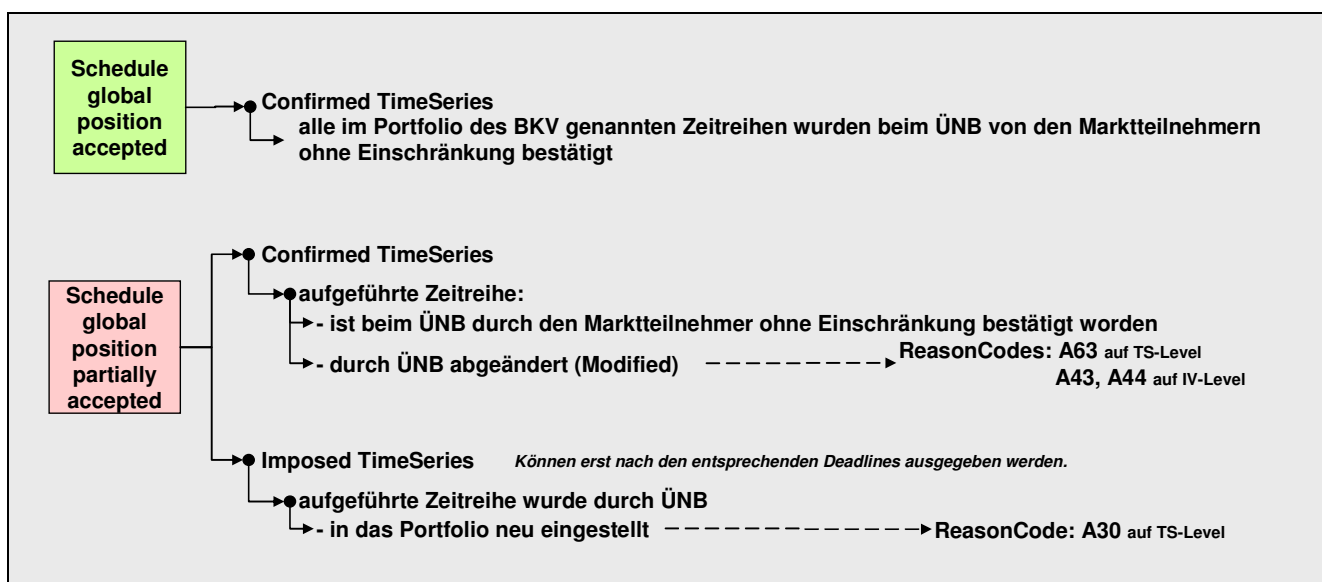 Schedule
global
position
accepted
Confirmed TimeSeries
alle im Portfolio des BKV genannten Zeitreihen wurden beim ÜNB von den Marktteilnehmern
ohne Einschränkung bestätigt
Schedule
global
position
partially
accepted
Confirmed TimeSeries
aufgeführte Zeitreihe:
- ist beim ÜNB durch den Marktteilnehmer ohne Einschränkung bestätigt worden
- durch ÜNB abgeändert (Modified)
ReasonCodes: A63 auf TS-Level
A43, A44 auf IV-Level
Imposed TimeSeries Können erst nach den entsprechenden Deadlines ausgegeben werden.
aufgeführte Zeitreihe wurde durch ÜNB
- in das Portfolio neu eingestellt
ReasonCode: A30 auf TS-Level